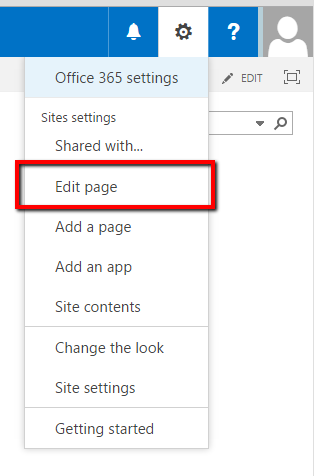 ?
Office 365 settings
EDIT
Sites settings
Shared with...
Edit page
Add a page
Add an app
Site contents
Change the look
Site settings
Getting started